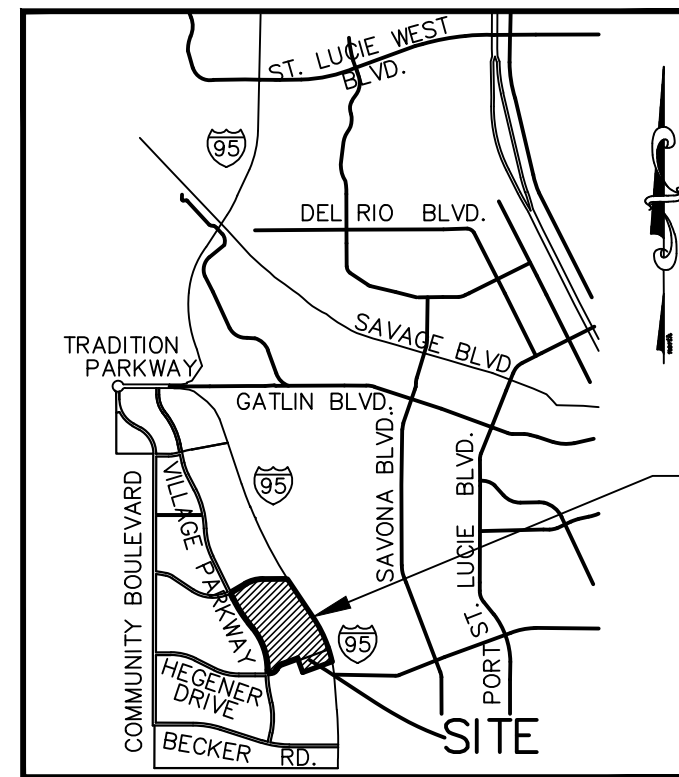 ST. LUCIE WEST
BLVD.
95
DEL RIO BLVD.
SAVAGE BLVD
TRADITION
PARKWAY
GATLIN BLVD.
north
95
COMMUNITY BOULEVARD
VILLAGE PARKWAY
SAVONA BLVD.
PORT ST. LUCIE BLVD.
95
HEGENER
DRIVE
SITE
BECKER RD.